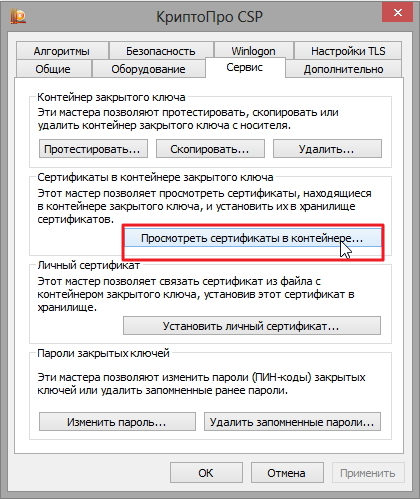 КриптоПро CSP
Алгоритмы Безопасность Winlogon Настройки TLS
Общие Оборудование Сервис Дополнительно
Контейнер закрытого ключа
Эти мастера позволяют протестировать, скопировать или
удалить контейнер закрытого ключа с носителя.
Протестировать... Скопировать... Удалить...
Сертификаты в контейнере закрытого ключа
Этот мастер позволяет просмотреть сертификаты, находящиеся
в контейнере закрытого ключа, и установить их в хранилище
сертификатов.
Просмотреть сертификаты в контейнере...
Личный сертификат
Этот мастер позволяет связать сертификат из файла с
контейнером закрытого ключа, установив этот сертификат в
хранилище.
Установить личный сертификат...
Пароли закрытых ключей
Эти мастера позволяют изменить пароли (ПИН-коды) закрытых
ключей или удалить запомненные ранее пароли.
Изменить пароль... Удалить запомненные пароли...
ОК Отмена Применить